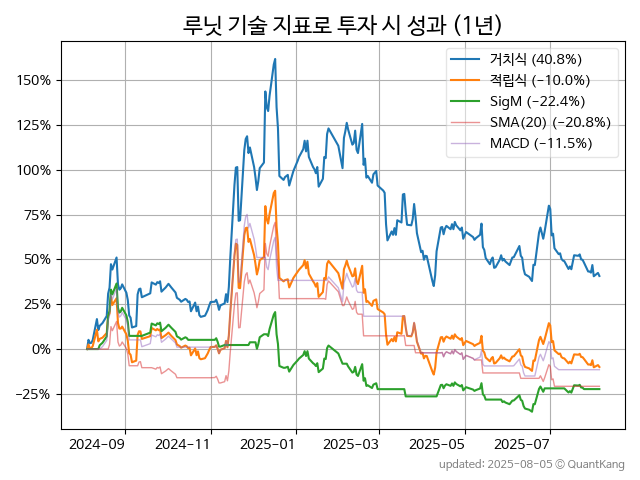 루닛 기술 지표로 투자 시 성과 (1년)
거치식 (40.8%)
적립식 (−10.0%)
SigM (−22.4%)
SMA(20) (−20.8%)
MACD (−11.5%)
150%
125%
100%
75%
50%
25%
0%
−25%
2024-09 2024-11 2025-01 2025-03 2025-05 2025-07
updated: 2025-08-05 © QuantKang